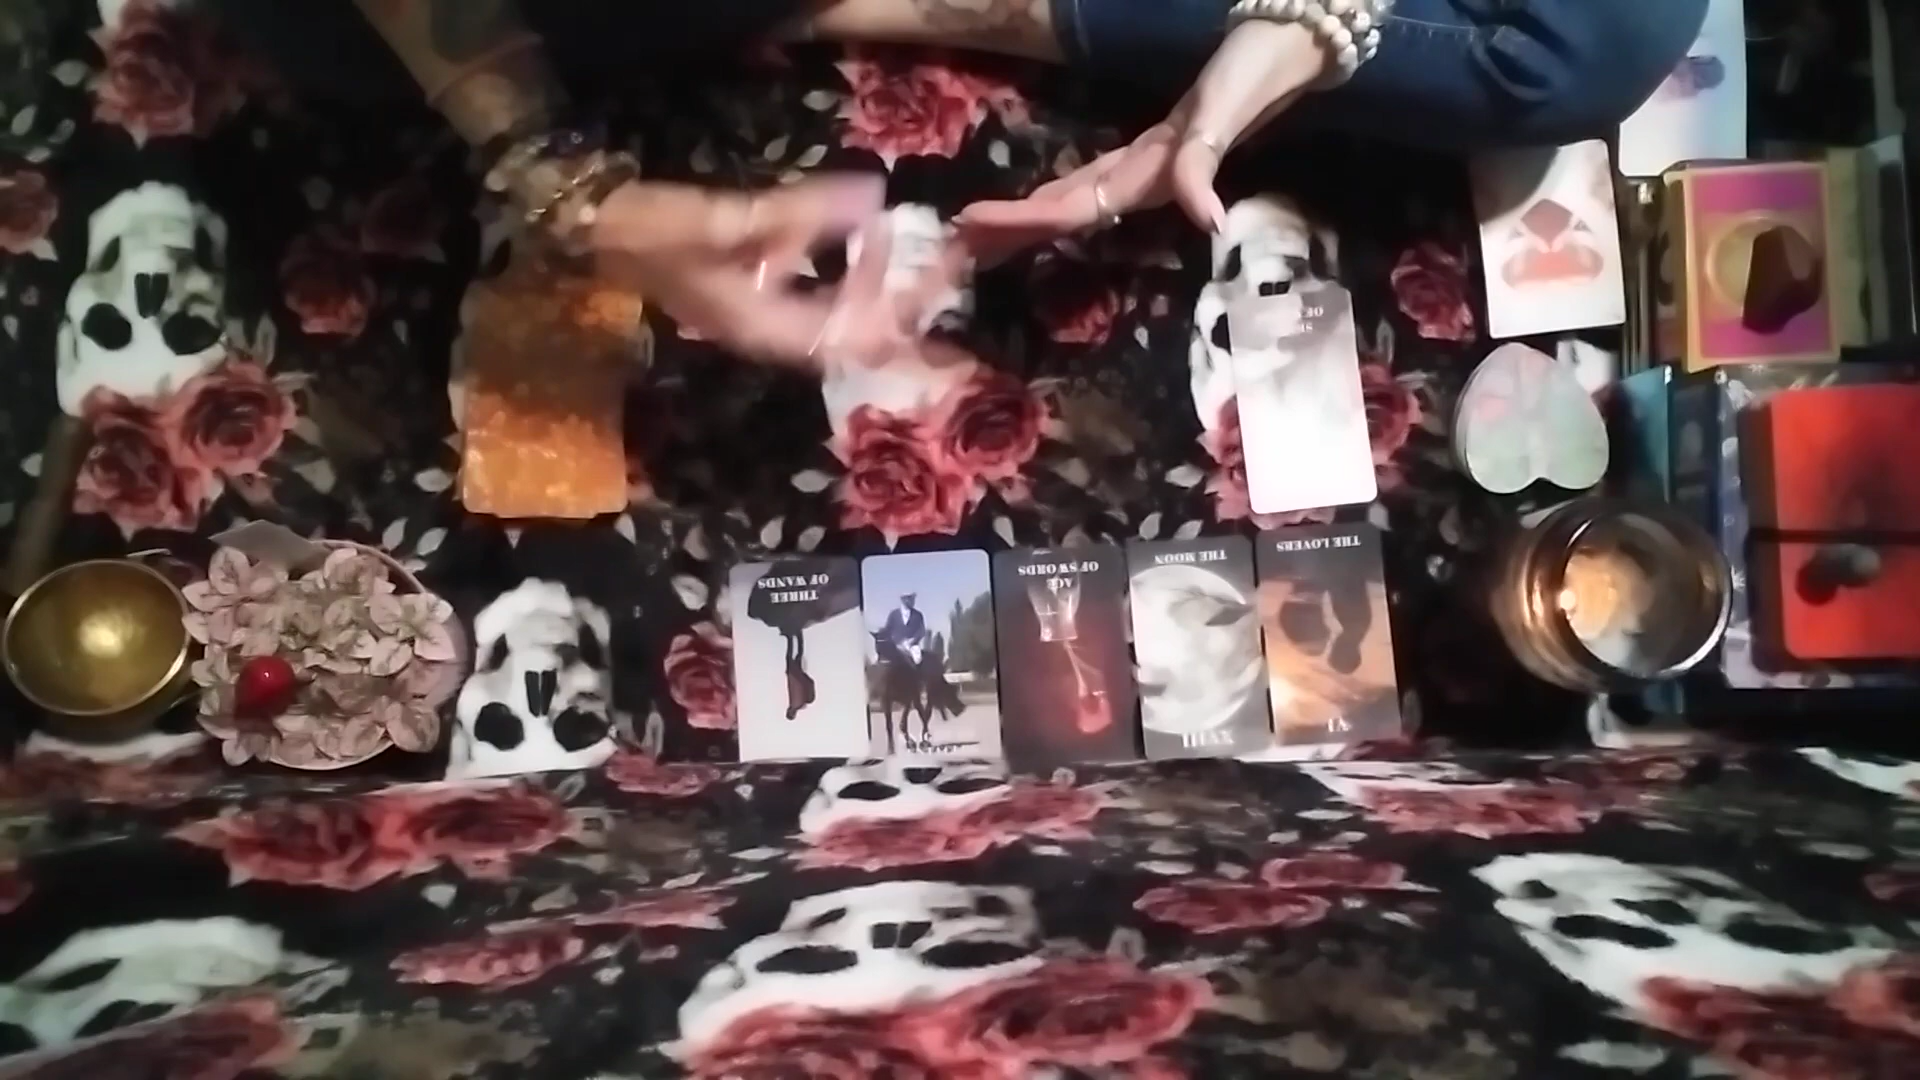 THREE
OF WANDS
ACE
OF SWORDS
THE MOON
XVIII
THE LOVERS
VI